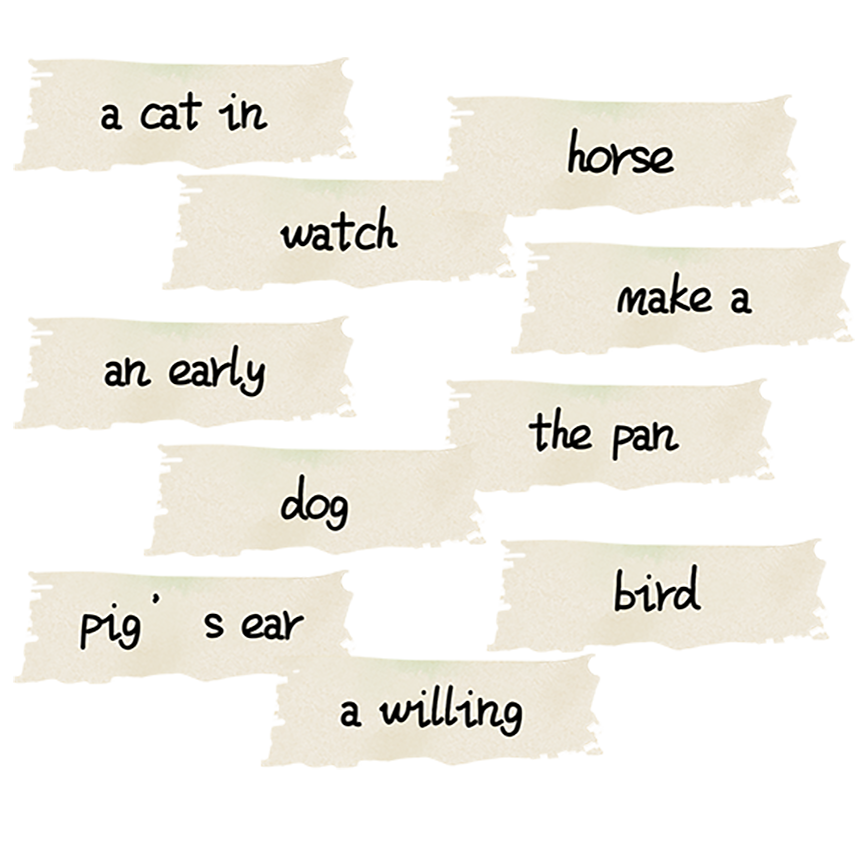 a cat in
horse
watch
make a
an early
the pan
dog
bird
pig's ear
a willing